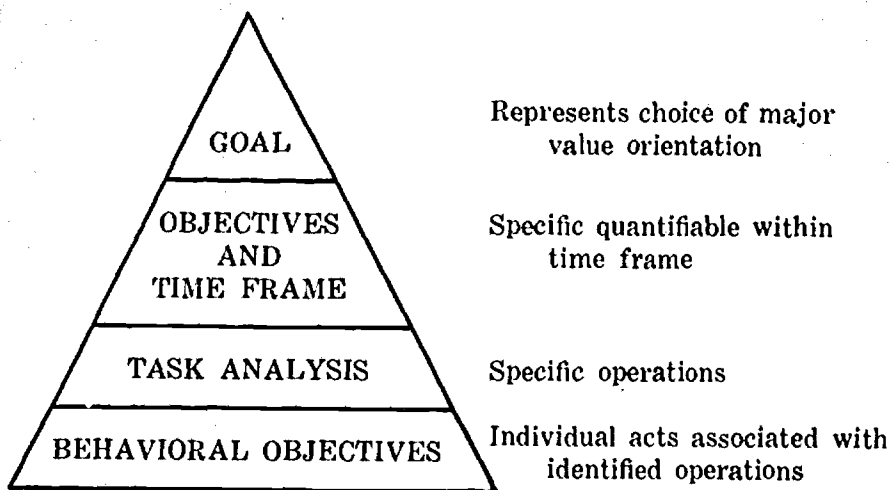 GOAL
Represents choice of major
value orientation
OBJECTIVES
AND
TIME FRAME
Specific quantifiable within
time frame
TASK ANALYSIS
Specific operations
BEHAVIORAL OBJECTIVES
Individual acts associated with
identified operations